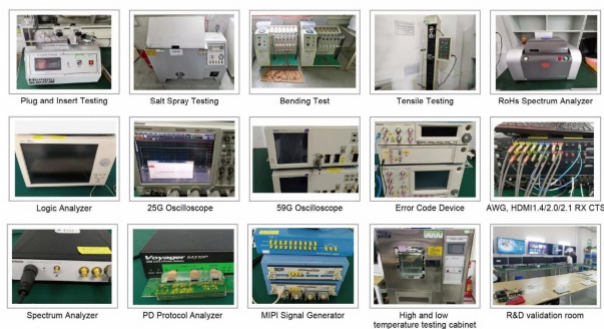 Plug and Insert Testing
Salt Spray Testing
Bending Test
Tensile Testing
RoHs Spectrum Analyzer
Logic Analyzer
25G Oscilloscope
59G Oscilloscope
Error Code Device
AWG, HDMI1.4/2.0/2.1 RX CTS
Voyager
Spectrum Analyzer
PD Protocol Analyzer
MIPI Signal Generator
High and low
temperature testing cabinet
R&D validation room